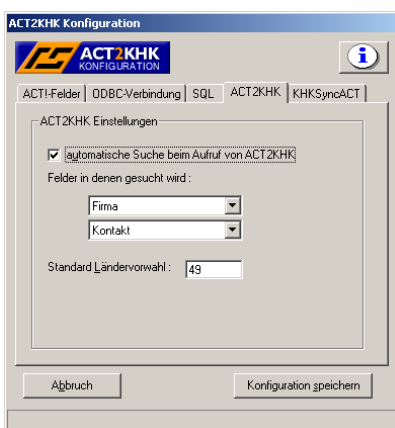 ACT2KHK Konfiguration
ACT2KHK
KONFIGURATION
i
ACT!-Felder ODBC-Verbindung SQL ACT2KHK KHKSyncACT
ACT2KHK Einstellungen
automatische Suche beim Aufruf von ACT2KHK
Felder in denen gesucht wird :
Firma
Kontakt
Standard Ländervorwahl : 49
Abbruch Konfiguration speichern